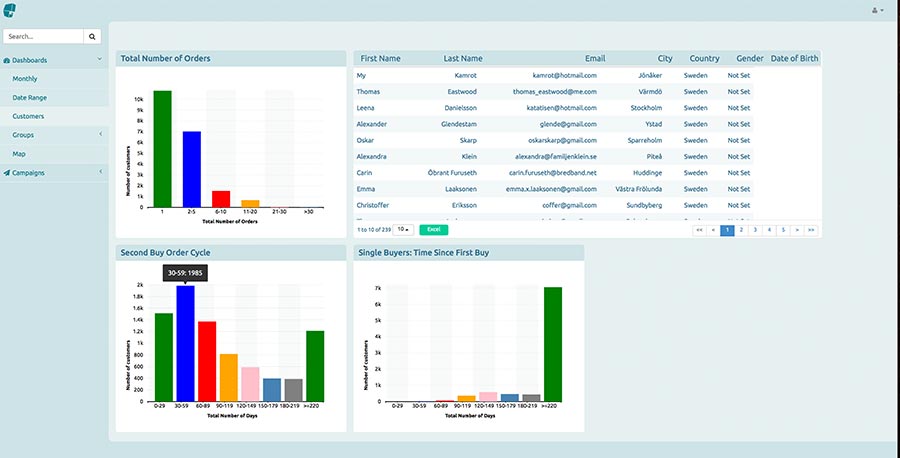 Search...
Dashboards
Monthly
Date Range
Customers
Groups
Map
Campaigns
Total Number of Orders
10k
9k
8k
7k
6k
5k
4k
3k
2k
1k
0
Number of customers
1 2-5 6-10 11-20 21-30 >30
Total Number of Orders
First Name Last Name Email City Country Gender Date of Birth
My Kamrot kamrot@hotmail.com Jönåker Sweden Not Set
Thomas Eastwood thomas_eastwood@me.com Värmdö Sweden Not Set
Leena Danielsson katatisen@hotmail.com Stockholm Sweden Not Set
Alexander Glendestam glende@gmail.com Ystad Sweden Not Set
Oskar Skarp oskarskarp@gmail.com Sparreholm Sweden Not Set
Alexandra Klein alexandra@familjenklein.se Piteå Sweden Not Set
Carin Öbrant Furuseth carin.furuseth@bredband.net Huddinge Sweden Not Set
Emma Laaksonen emma.x.laaksonen@gmail.com Västra Frölunda Sweden Not Set
Christoffer Eriksson coffer@gmail.com Sundbyberg Sweden Not Set
1 to 10 of 239 10 Excel << < 1 2 3 4 5 > >>
Second Buy Order Cycle
30-59: 1985
2k
1.8k
1.6k
1.4k
1.2k
1k
800
600
400
200
0
Number of customers
0-29 30-59 60-89 90-119 120-149 150-179 180-219 >=220
Total Number of Days
Single Buyers: Time Since First Buy
7k
6k
5k
4k
3k
2k
1k
0
Number of customers
0-29 30-59 60-89 90-119 120-149 150-179 180-219 >=220
Total Number of Days